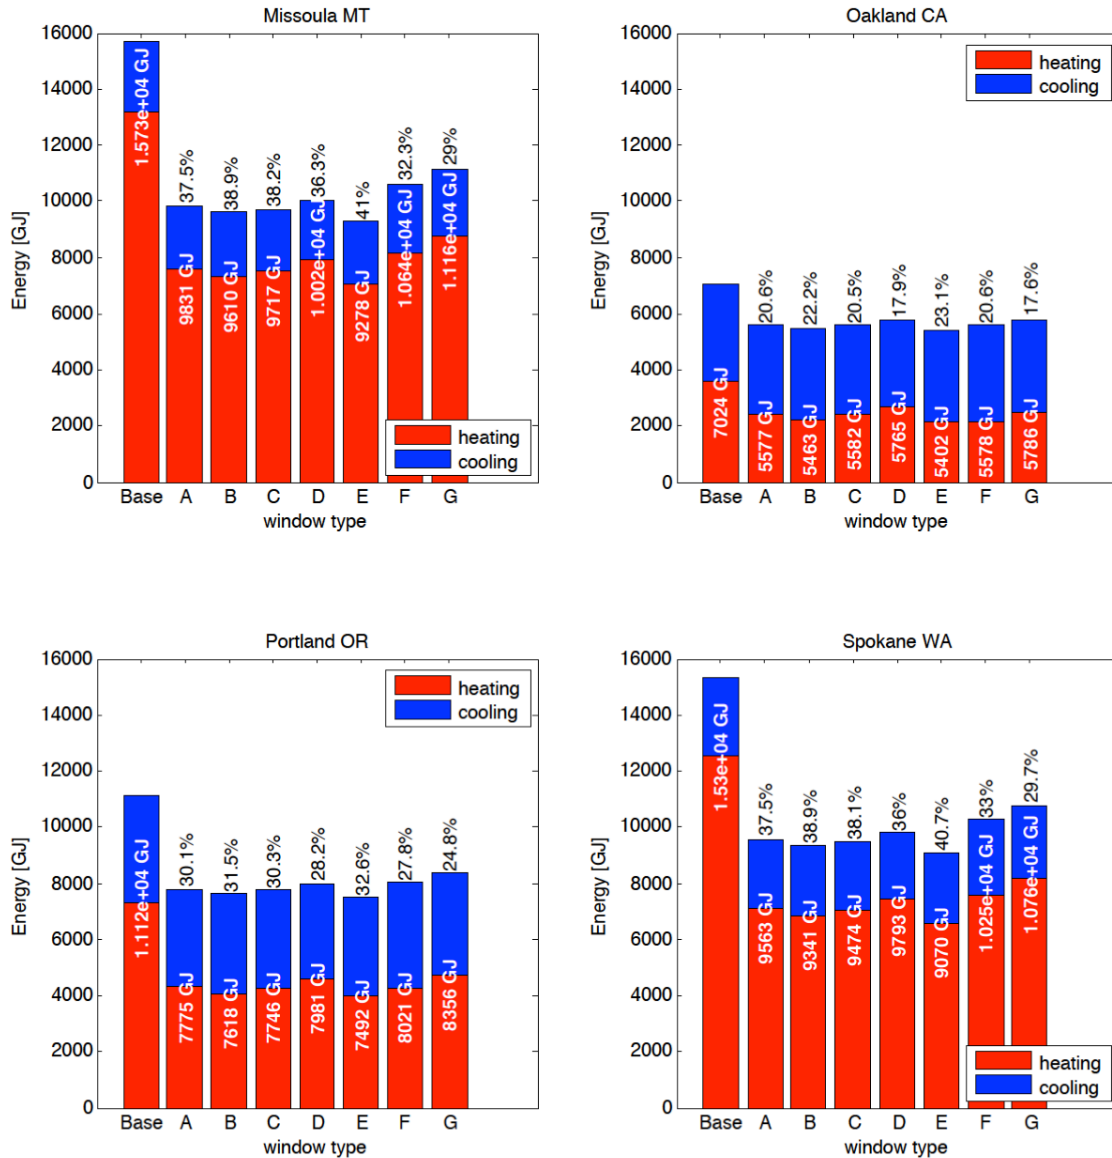 Missoula MT
16000
14000
12000
10000
8000
6000
4000
2000
0
Energy [GJ]
1.573e+04 GJ
37.5%
9831 GJ
38.9%
9610 GJ
38.2%
9717 GJ
36.3%
1.002e+04 GJ
41%
9278 GJ
32.3%
1.064e+04 GJ
29%
1.116e+04 GJ
heating
cooling
Base A B C D E F G
window type
Oakland CA
16000
14000
12000
10000
8000
6000
4000
2000
0
Energy [GJ]
heating
cooling
7024 GJ
20.6%
5577 GJ
22.2%
5463 GJ
20.5%
5582 GJ
17.9%
5765 GJ
23.1%
5402 GJ
20.6%
5578 GJ
17.6%
5786 GJ
Base A B C D E F G
window type
Portland OR
16000
14000
12000
10000
8000
6000
4000
2000
0
Energy [GJ]
heating
cooling
1.112e+04 GJ
30.1%
7775 GJ
31.5%
7618 GJ
30.3%
7746 GJ
28.2%
7981 GJ
32.6%
7492 GJ
27.8%
8021 GJ
24.8%
8356 GJ
Base A B C D E F G
window type
Spokane WA
16000
14000
12000
10000
8000
6000
4000
2000
0
Energy [GJ]
1.53e+04 GJ
37.5%
9563 GJ
38.9%
9341 GJ
38.1%
9474 GJ
36%
9793 GJ
40.7%
9070 GJ
33%
1.025e+04 GJ
29.7%
1.076e+04 GJ
heating
cooling
Base A B C D E F G
window type